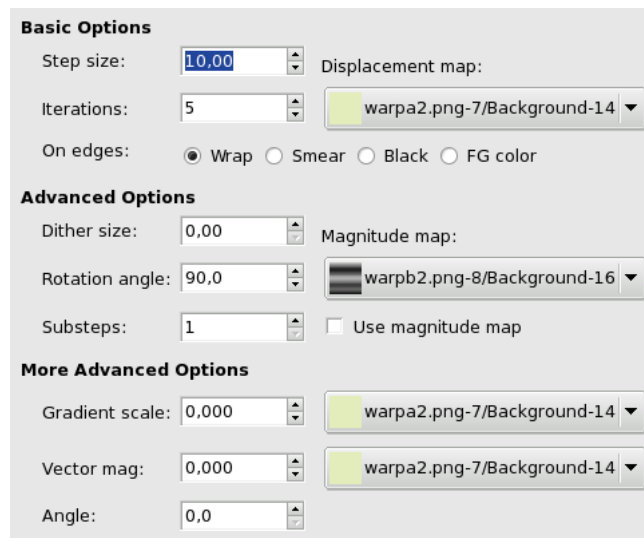 Basic Options
Step size: 10,00 Displacement map:
Iterations: 5 warpa2.png-7/Background-14
On edges: Wrap Smear Black FG color
Advanced Options
Dither size: 0,00 Magnitude map:
Rotation angle: 90,0 warpb2.png-8/Background-16
Substeps: 1 Use magnitude map
More Advanced Options
Gradient scale: 0,000 warpa2.png-7/Background-14
Vector mag: 0,000 warpa2.png-7/Background-14
Angle: 0,0